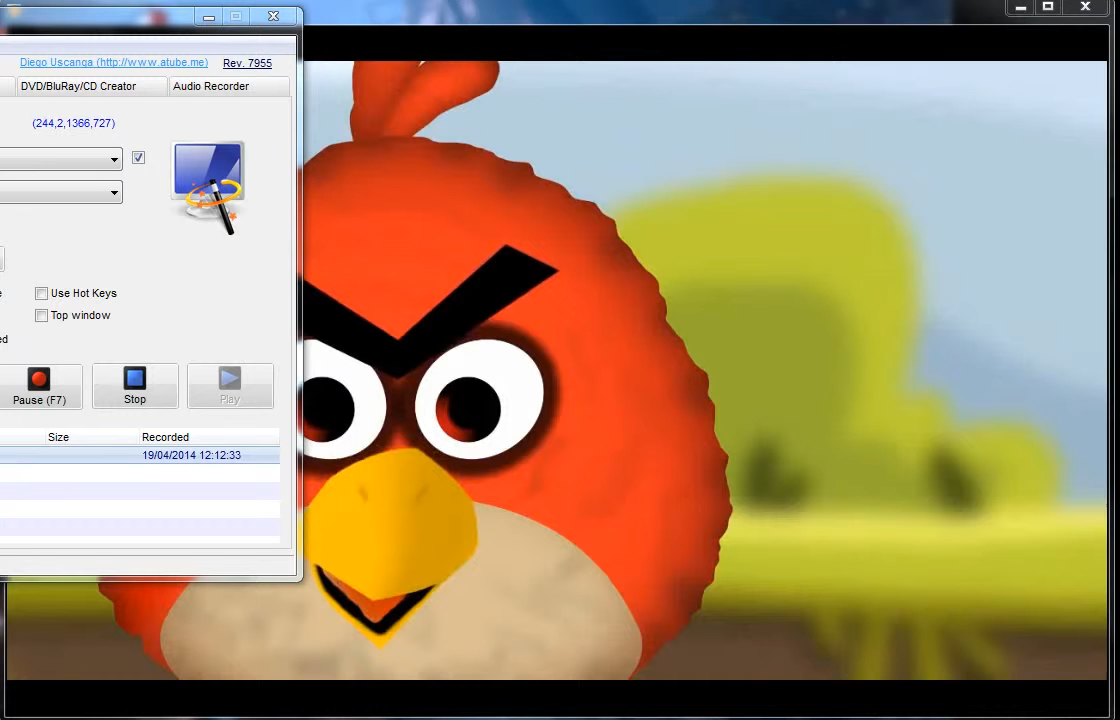 Diego Uscanga (http://www.atube.me) Rev. 7955
DVD/BluRay/CD Creator Audio Recorder
(244,2,1366,727)
Use Hot Keys
Top window
Pause (F7) Stop Play
Size Recorded
19/04/2014 12:12:33